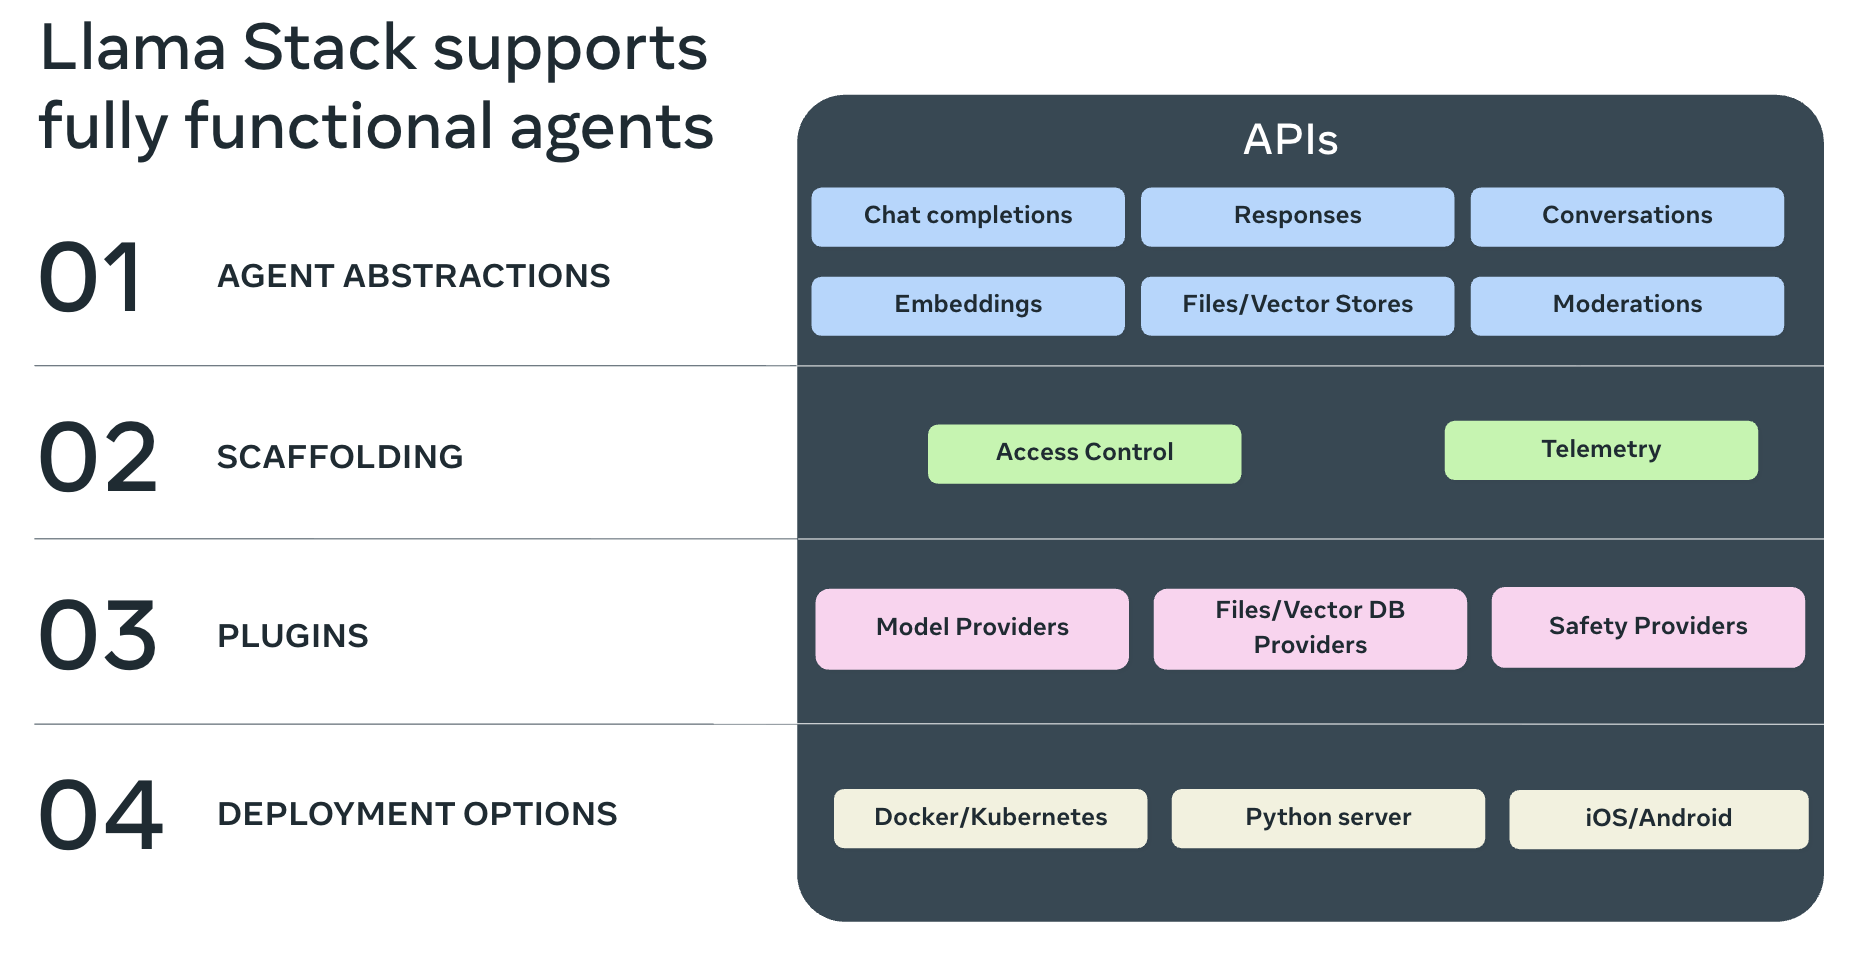 Llama Stack supports
fully functional agents
APIs
Chat completions
Responses
Conversations
01
AGENT ABSTRACTIONS
Embeddings
Files/Vector Stores
Moderations
02
SCAFFOLDING
Access Control
Telemetry
03
PLUGINS
Model Providers
Files/Vector DB
Providers
Safety Providers
04
DEPLOYMENT OPTIONS
Docker/Kubernetes
Python server
iOS/Android